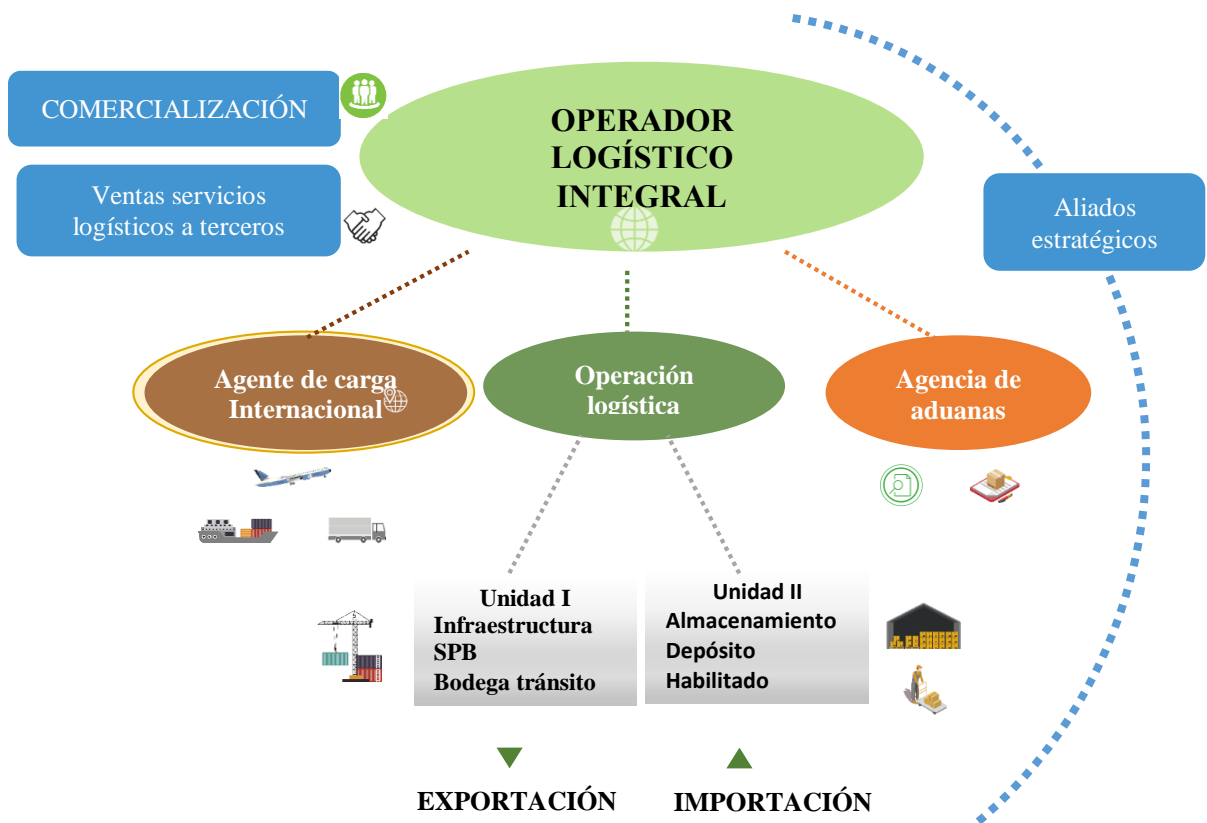 COMERCIALIZACIÓN
Ventas servicios
logísticos a terceros
OPERADOR
LOGÍSTICO
INTEGRAL
Aliados
estratégicos
Agente de carga
Internacional
Operación
logística
Agencia de
aduanas
Unidad I
Infraestructura
SPB
Bodega tránsito
Unidad II
Almacenamiento
Depósito
Habilitado
EXPORTACIÓN
IMPORTACIÓN